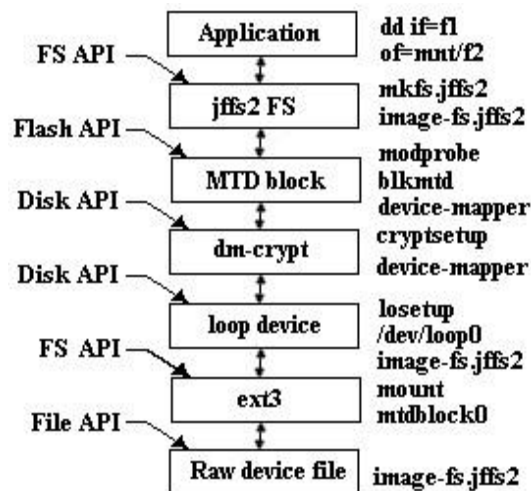 Application
dd if=f1
of=mnt/f2
FS API
jffs2 FS
mkfs.jffs2
image-fs.jffs2
Flash API
MTD block
modprobe
blkmtd
device-mapper
Disk API
dm-crypt
cryptsetup
device-mapper
Disk API
loop device
losetup
/dev/loop0
image-fs.jffs2
FS API
ext3
mount
mtdblock0
File API
Raw device file
image-fs.jffs2